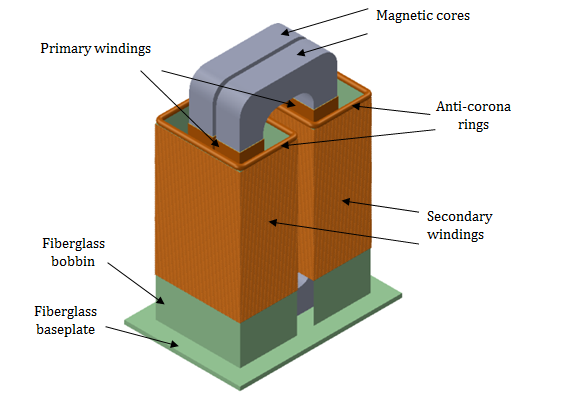 Magnetic cores
Primary windings
Anti-corona
rings
Secondary
windings
Fiberglass
bobbin
Fiberglass
baseplate